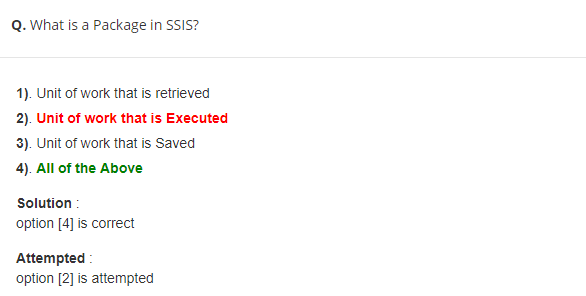 Q. What is a Package in SSIS?
1). Unit of work that is retrieved
2). Unit of work that is Executed
3). Unit of work that is Saved
4). All of the Above
Solution :
option [4] is correct
Attempted :
option [2] is attempted